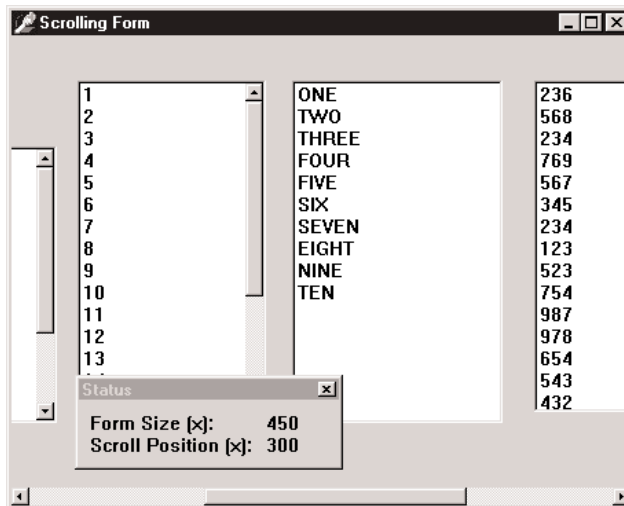 Scrolling Form
1
2
3
4
5
6
7
8
9
10
11
12
13
ONE
TWO
THREE
FOUR
FIVE
SIX
SEVEN
EIGHT
NINE
TEN
236
568
234
769
567
345
234
123
523
754
987
978
654
543
432
Status
Form Size (x): 450
Scroll Position (x): 300